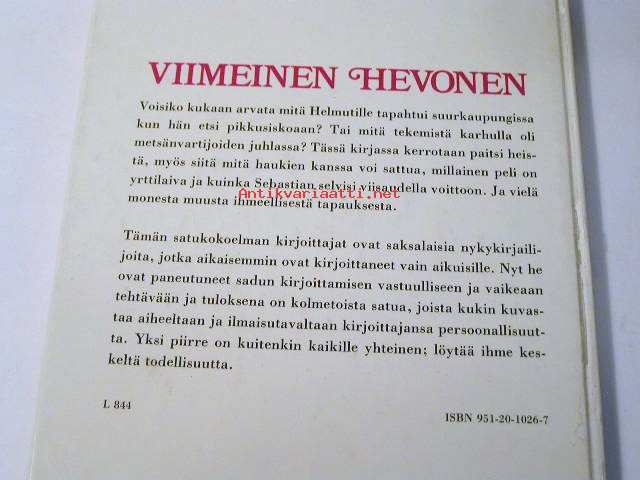 VIIMEINEN HEVONEN
Voisiko kukaan arvata mitä Helmutille tapahtui suurkaupungissa
kun hän etsi pikkusiskoaan? Tai mitä tekemistä karhulla oli
metsänvartijoiden juhlassa? Tässä kirjassa kerrotaan paitsi heis-
tä, myös siitä mitä haukien kanssa voi sattua, millainen peli on
yrttilaiva ja kuinka Sebastian selvisi viisaudella voittoon. Ja vielä
Antikvariaatti.net
monesta muusta ihmeellisestä tapauksesta.
Tämän satukokoelman kirjoittajat ovat saksalaisia nykykirjaili-
joita, jotka aikaisemmin ovat kirjoittaneet vain aikuisille. Nyt he
ovat paneutuneet sadun kirjoittamisen vastuulliseen ja vaikeaan
tehtävään ja tuloksena on kolmetoista satua, joista kukin kuvas-
taa aiheeltaan ja ilmaisutavaltaan kirjoittajansa persoonallisuut-
ta. Yksi piirre on kuitenkin kaikille yhteinen; löytää ihme kes-
keltä todellisuutta.
L 844
ISBN 951-20-1026-7